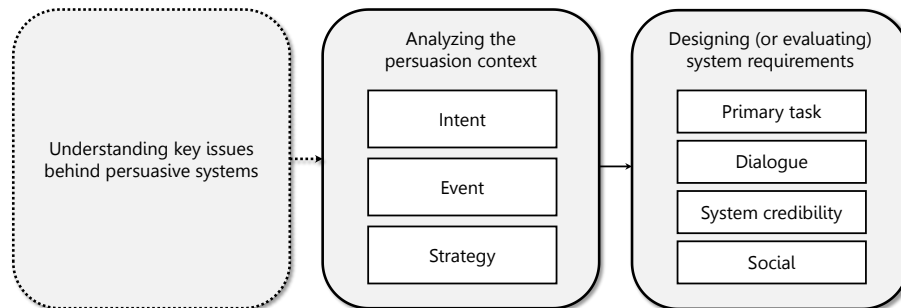 Understanding key issues
behind persuasive systems
Analyzing the
persuasion context
Intent
Event
Strategy
Designing (or evaluating)
system requirements
Primary task
Dialogue
System credibility
Social